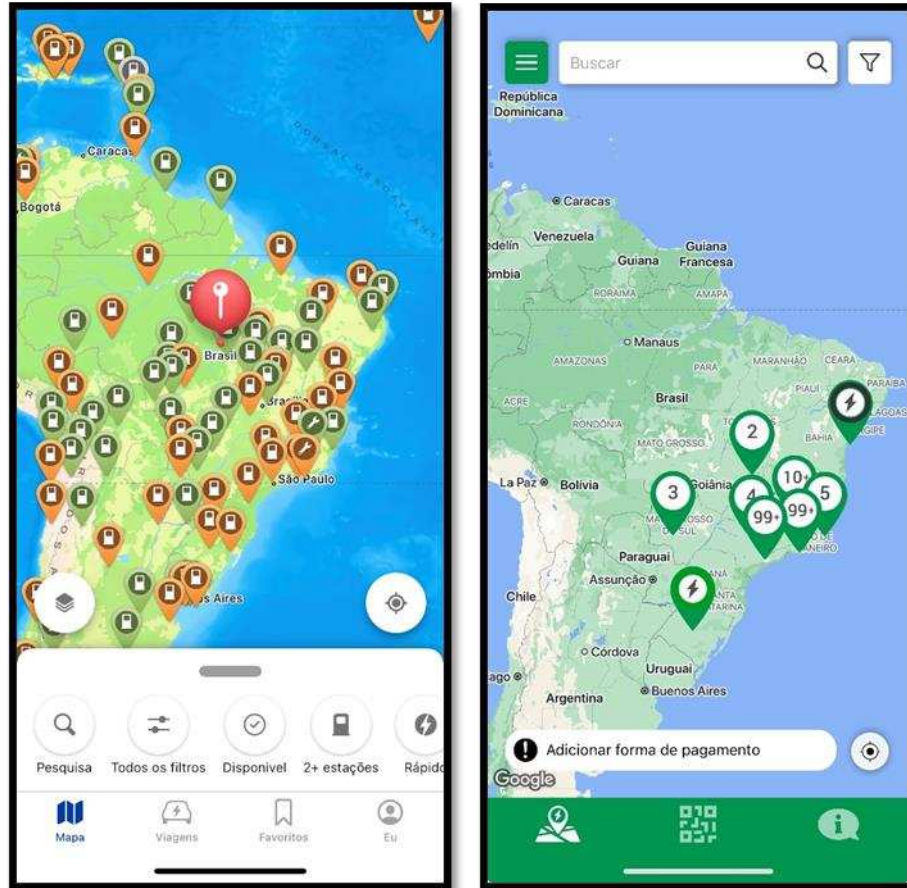 Caracas
Bogotá
Brasil
São Paulo
Pesquisa
Todos os filtros
Disponivel
2+ estações
Rápido
Mapa
Viagens
Favoritos
Eu
Buscar
República
Dominicana
Caracas
Venezuela
Guiana
Guiana
Francesa
RORAIMA
AMAPÁ
Manaus
AMAZONAS
PARÁ
MARANHÃO
CEARÁ
PIAUÍ
PARAÍBA
ACRE
Brasil
RONDÔNIA
BAHIA
MATO GROSSO
2
La Paz
Bolívia
Goiânia
3
4
10+
5
99+
99+
Paraguai
Assunção
Chile
Córdova
Uruguai
Buenos Aires
Argentina
Adicionar forma de pagamento
Google